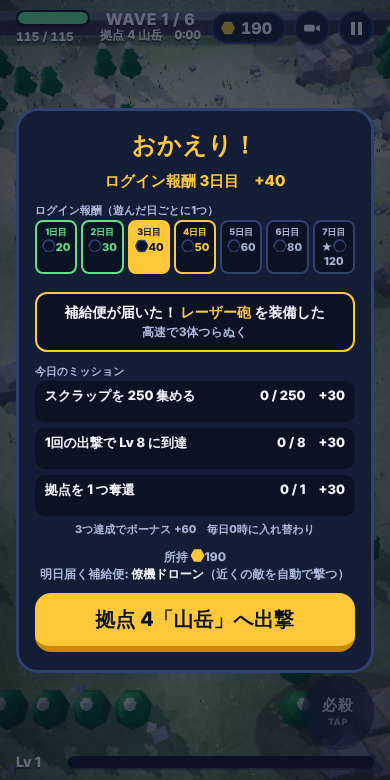 WAVE 1 / 6
115 / 115 拠点 4 山岳 0:00
190
おかえり！
ログイン報酬 3日目 +40
ログイン報酬（遊んだ日ごとに1つ）
1日目 2日目 3日目 4日目 5日目 6日目 7日目
20 30 40 50 60 80 ★
120
補給便が届いた！ レーザー砲 を装備した
高速で3体つらぬく
今日のミッション
スクラップを 250 集める 0 / 250 +30
1回の出撃で Lv 8 に到達 0 / 8 +30
拠点を 1 つ奪還 0 / 1 +30
3つ達成でボーナス +60 毎日0時に入れ替わり
所持 190
明日届く補給便: 僚機ドローン（近くの敵を自動で撃つ）
拠点 4「山岳」へ出撃
必殺
TAP
Lv 1